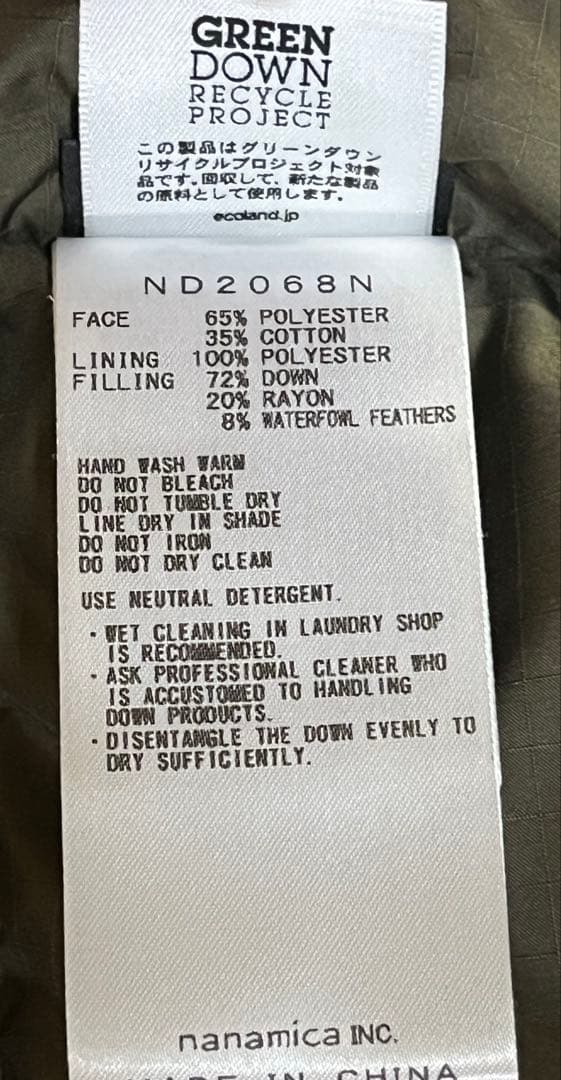 GREEN
DOWN
RECYCLE
PROJECT
この製品はグリーンダウン
リサイクルプロジェクト対象
品です。回収して、新たな製品
の原料として使用します。
ecoland.jp
ND2068N
FACE 65% POLYESTER
35% COTTON
LINING 100% POLYESTER
FILLING 72% DOWN
20% RAYON
8% WATERFOWL FEATHERS
HAND WASH WARM
DO NOT BLEACH
DO NOT TUMBLE DRY
LINE DRY IN SHADE
DO NOT IRON
DO NOT DRY CLEAN
USE NEUTRAL DETERGENT.
・WET CLEANING IN LAUNDRY SHOP
IS RECOMMENDED.
・ASK PROFESSIONAL CLEANER WHO
IS ACCUSTOMED TO HANDLING
DOWN PRODUCTS.
・DISENTANGLE THE DOWN EVENLY TO
DRY SUFFICIENTLY.
nanamica INC.
MADE IN CHINA